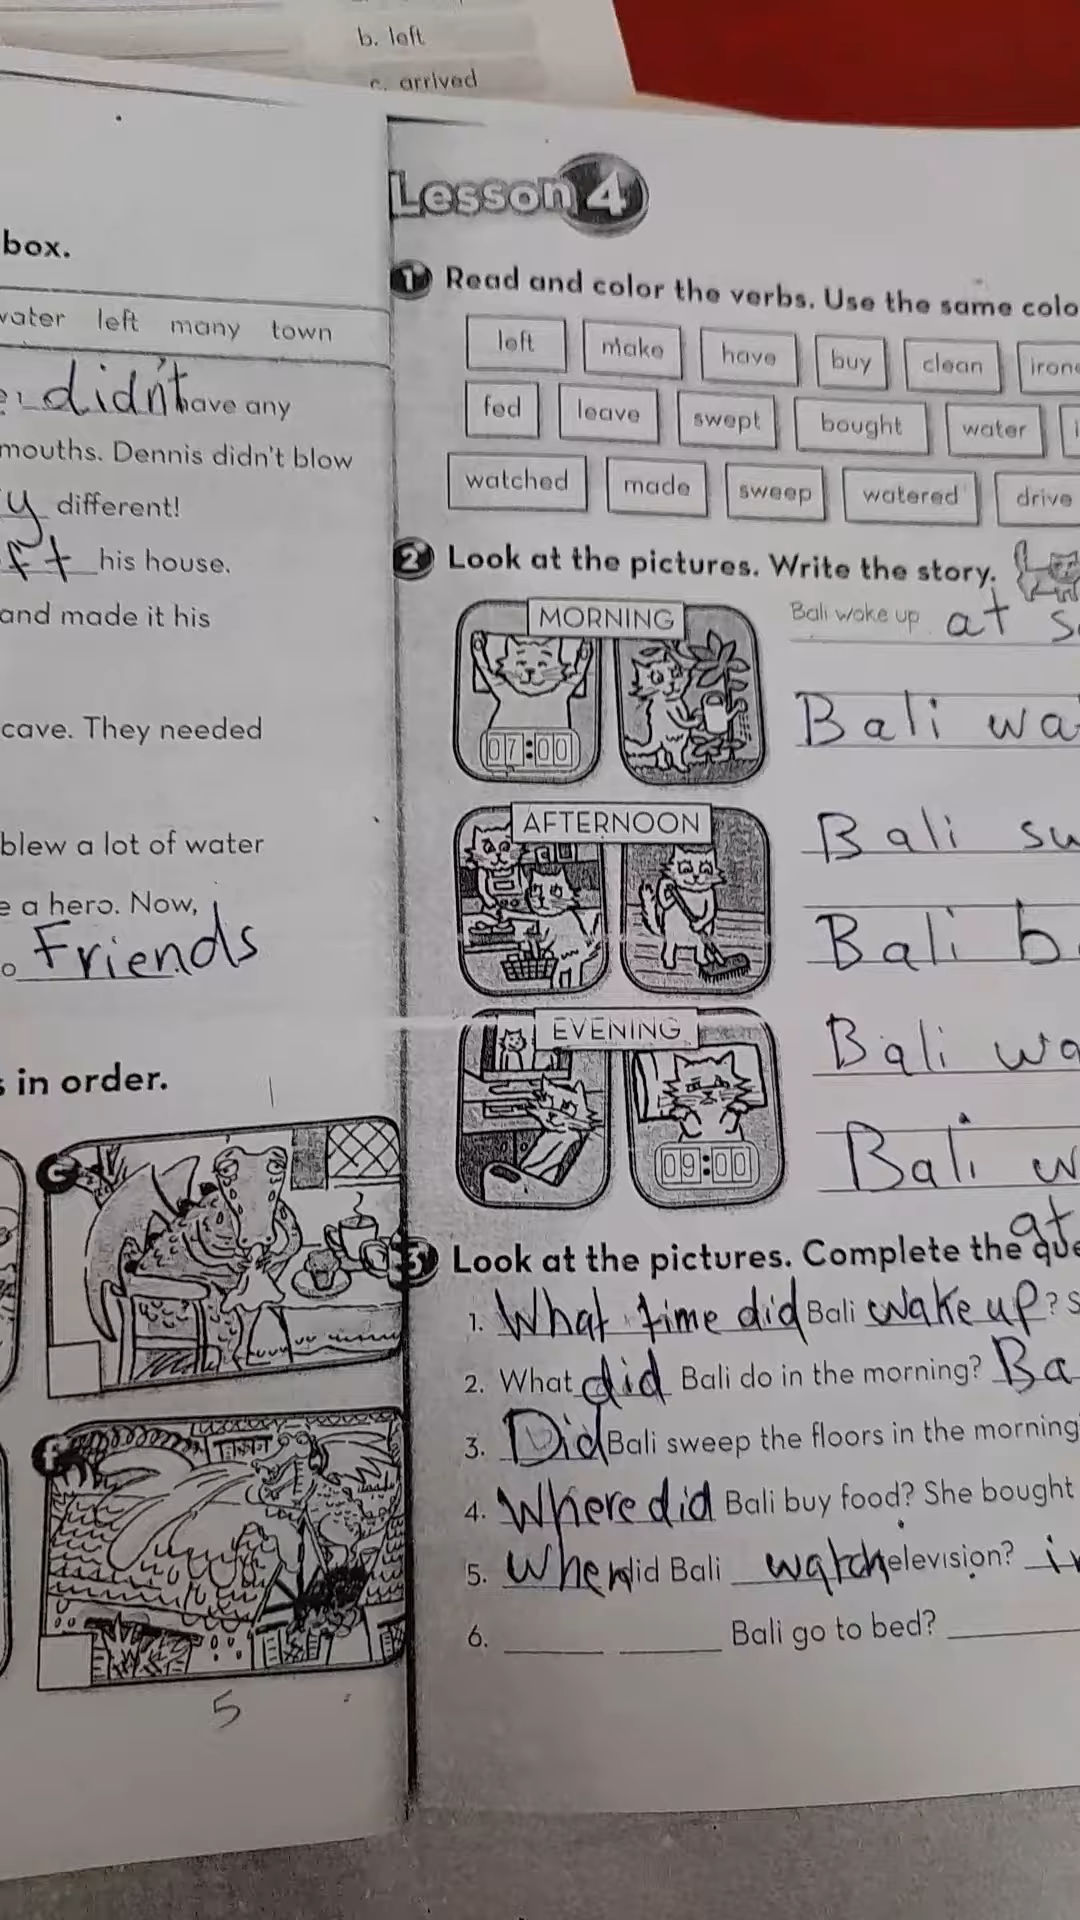 b. left
c. arrived
box.
water left many town
didn't have any
mouths. Dennis didn't blow
y different!
ft his house.
and made it his
cave. They needed
blew a lot of water
e a hero. Now,
o Friends
s in order.
c
f
5
Lesson 4
1 Read and color the verbs. Use the same colo
left make have buy clean iron
fed leave swept bought water
watched made sweep watered drive
2 Look at the pictures. Write the story.
MORNING
07:00
Bali woke up at
Bali wa
AFTERNOON
Bali sw
Bali b
EVENING
09:00
Bali wa
Bali w
at
3 Look at the pictures. Complete the que
1. What time did Bali wake up? S
2. What did Bali do in the morning? Ba
3. Did Bali sweep the floors in the morning
4. Where did Bali buy food? She bought
5. When did Bali watch television? in
6. ____ ____ Bali go to bed? ____